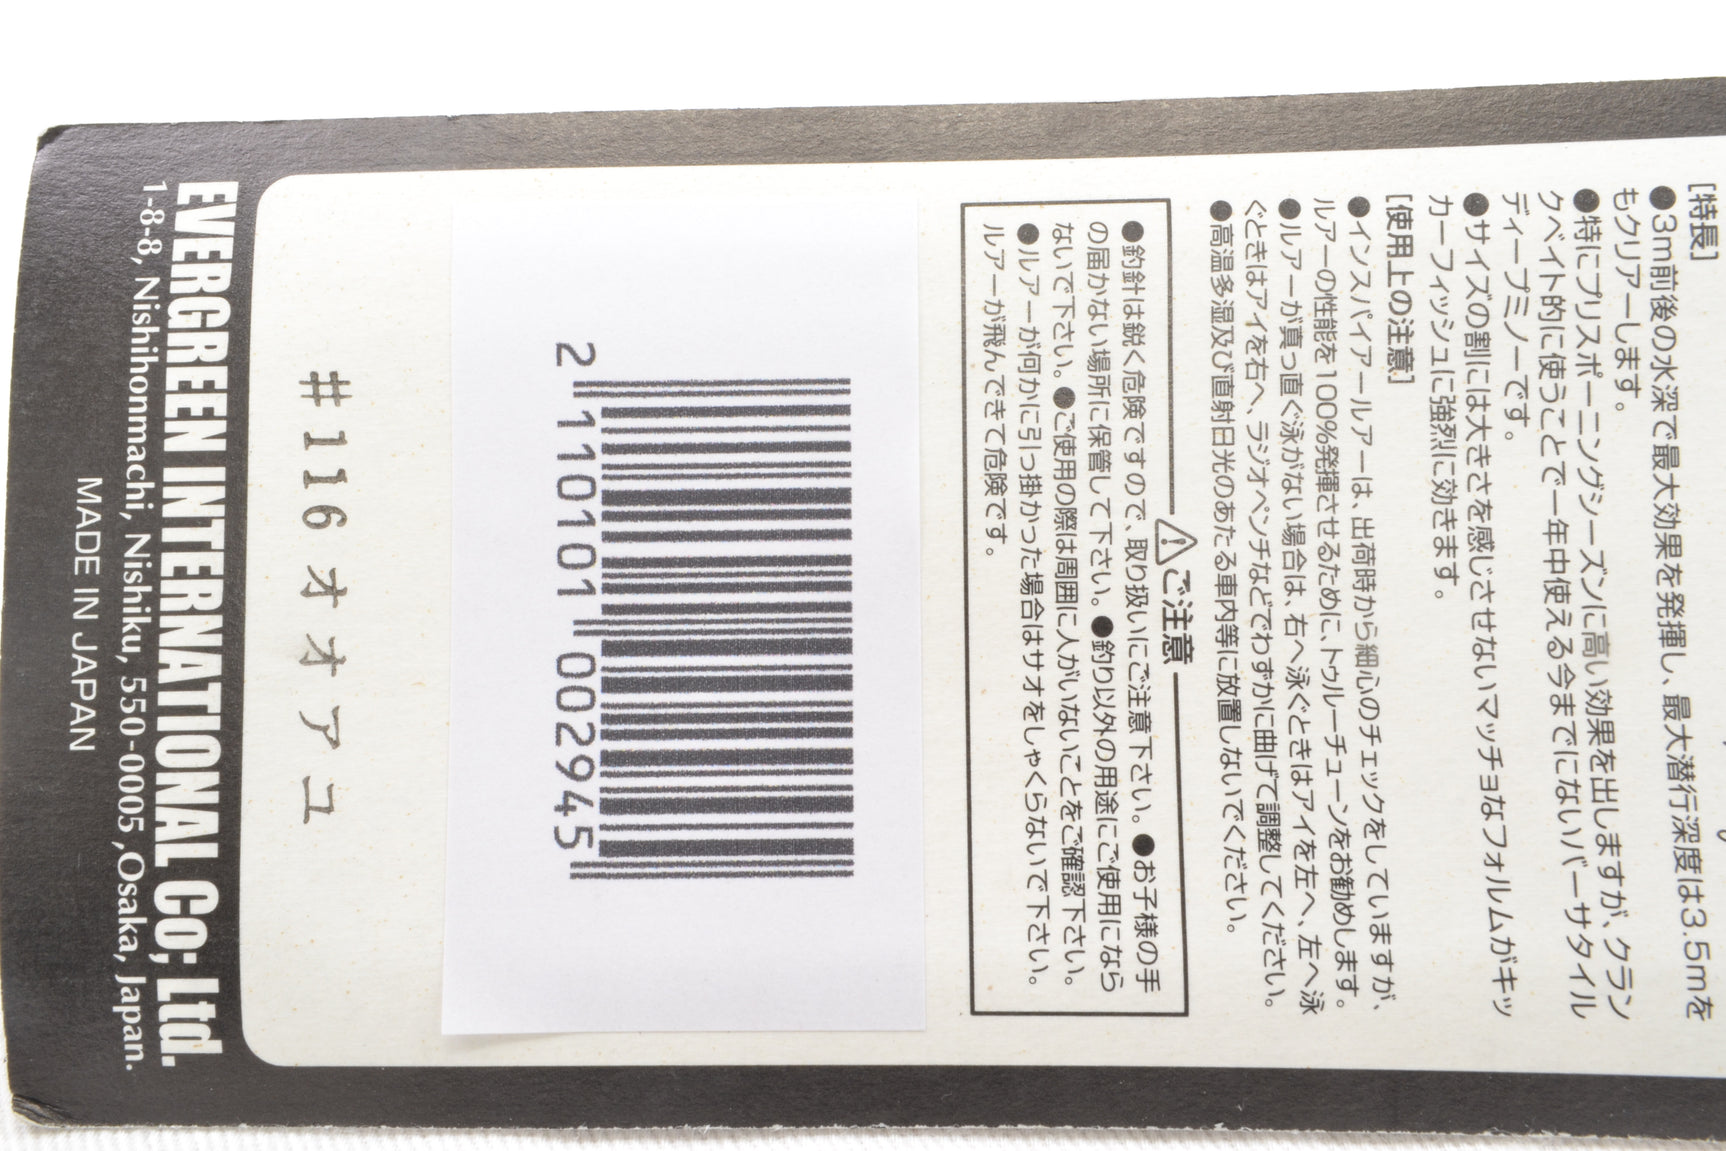 [特長]
●3m前後の水深で最大効果を発揮し、最大潜行深度は3.5mを
もクリアーします。
●特にプリスポーニングシーズンに高い効果を出しますが、クラン
クベイト的に使うことで一年中使える今までにないバーサタイル
ディープミノーです。
●サイズの割には大きさを感じさせないマッチョなフォルムがキッ
カーフィッシュに強烈に効きます。
[使用上の注意]
●インスパイアールアーは、出荷時から細心のチェックをしていますが、
ルアーの性能を100%発揮させるために、トゥルーチューンをお勧めします。
●ルアーが真っ直ぐ泳がない場合は、右へ泳ぐときはアイを左へ、左へ泳
ぐときはアイを右へ、ラジオペンチなどでわずかに曲げて調整してください。
●高温多湿及び直射日光のあたる車内等に放置しないでください。
ご注意
●釣針は鋭く危険ですので、取り扱いにご注意下さい。●お子様の手
の届かない場所に保管して下さい。●釣り以外の用途にご使用になら
ないで下さい。●ご使用の際は周囲に人がいないことをご確認下さい。
●ルアーが何かに引っ掛かった場合はサオをしゃくらないで下さい。
ルアーが飛んできて危険です。
2 110101 002945
#116オオアユ
EVERGREEN INTERNATIONAL CO; Ltd.
1-8-8, Nishihonmachi, Nishiku, 550-0005 ,Osaka, Japan.
MADE IN JAPAN